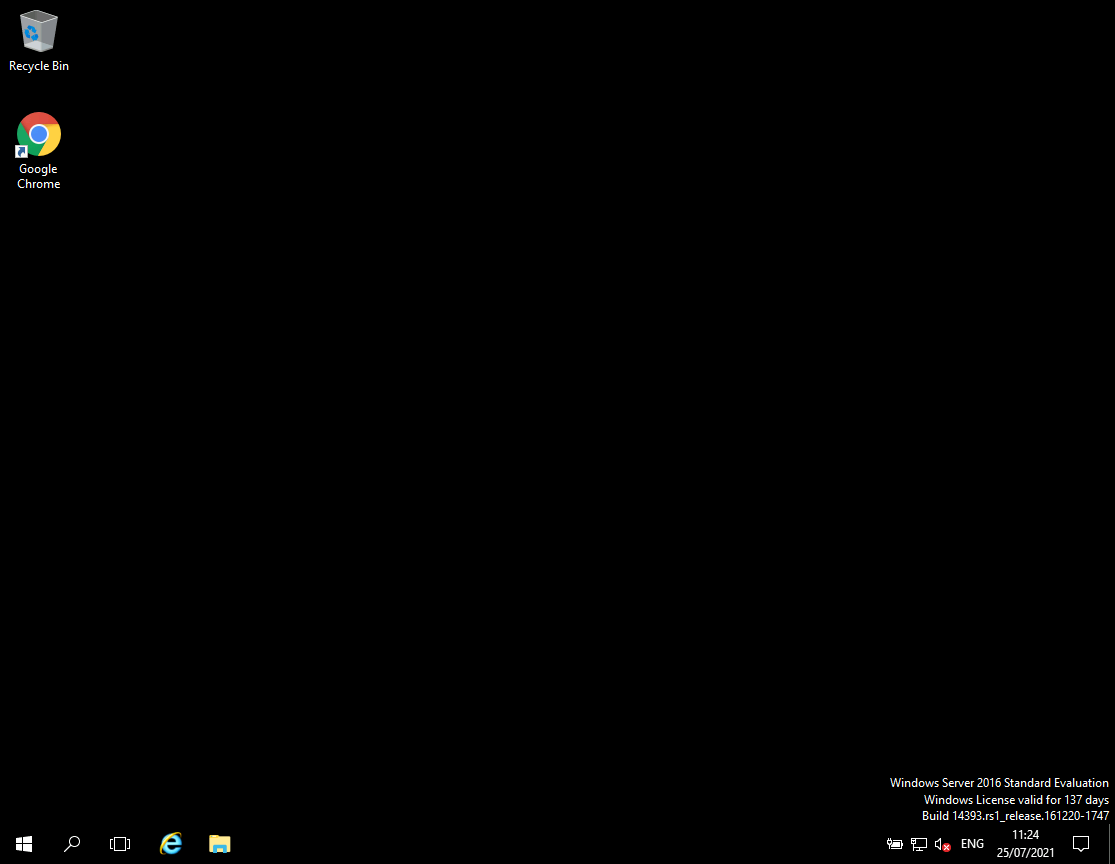 Recycle Bin
Google
Chrome
Windows Server 2016 Standard Evaluation
Windows License valid for 137 days
Build 14393.rs1_release.161220-1747
ENG
11:24
25/07/2021